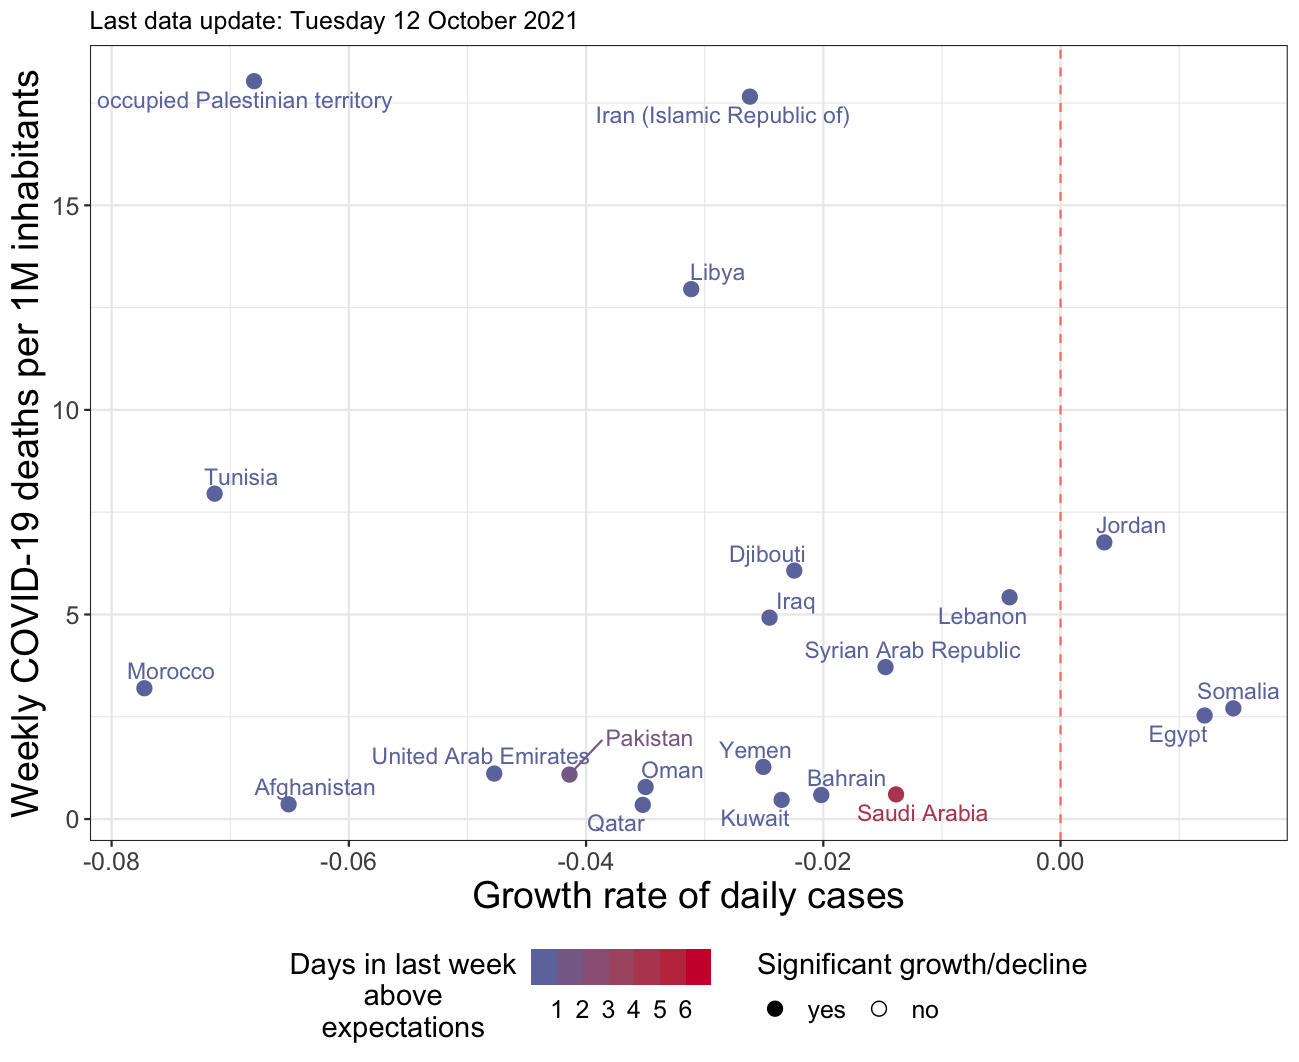 Last data update: Tuesday 12 October 2021
Weekly COVID-19 deaths per 1M inhabitants
occupied Palestinian territory
Iran (Islamic Republic of)
15
Libya
10
Tunisia
Jordan
Djibouti
Iraq
5
Lebanon
Syrian Arab Republic
Morocco
Somalia
Egypt
Pakistan
United Arab Emirates
Yemen
Oman
Bahrain
Afghanistan
Saudi Arabia
Kuwait
0
Qatar
-0.08 -0.06 -0.04 -0.02 0.00
Growth rate of daily cases
Days in last week
above
expectations
1 2 3 4 5 6
Significant growth/decline
yes no